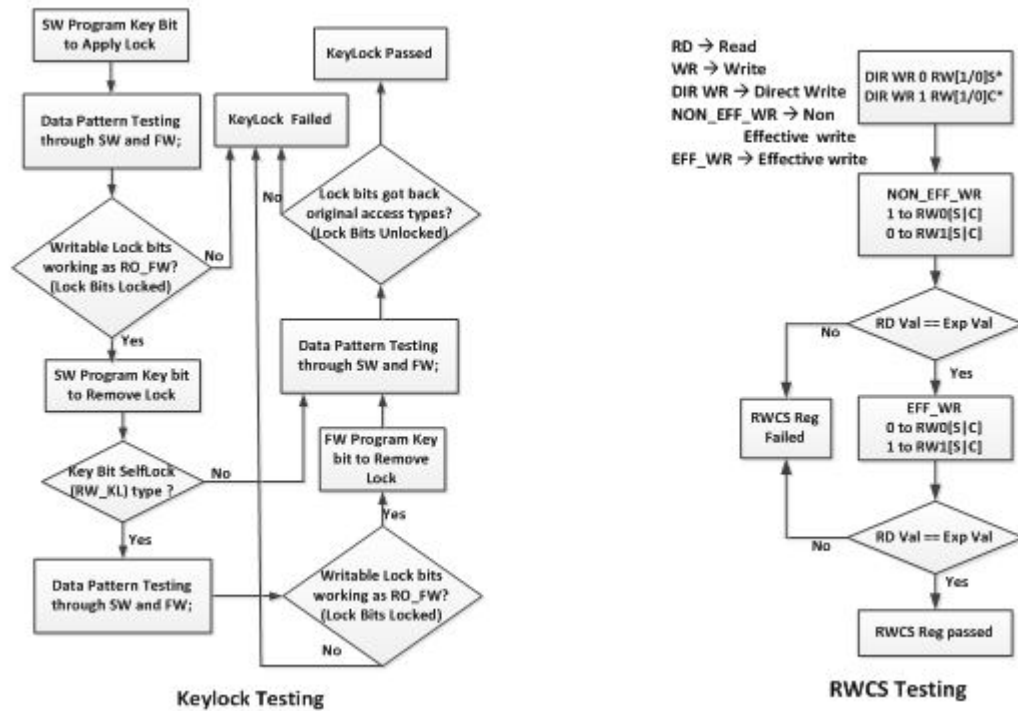 SW Program Key Bit
to Apply Lock
Data Pattern Testing
through SW and FW;
Writable Lock bits
working as RO_FW?
(Lock Bits Locked)
No
Yes
SW Program Key bit
to Remove Lock
Key Bit SelfLock
(RW_KL) type ?
No
Yes
Data Pattern Testing
through SW and FW;
Writable Lock bits
working as RO_FW?
(Lock Bits Locked)
No
Yes
FW Program Key
bit to Remove
Lock
Data Pattern Testing
through SW and FW;
Lock bits got back
original access types?
(Lock Bits Unlocked)
No
KeyLock Failed
KeyLock Passed
Keylock Testing
RD → Read
WR → Write
DIR WR → Direct Write
NON_EFF_WR → Non
Effective write
EFF_WR → Effective write
DIR WR 0 RW[1/0]S*
DIR WR 1 RW[1/0]C*
NON_EFF_WR
1 to RW0[S|C]
0 to RW1[S|C]
RD Val == Exp Val
No
Yes
EFF_WR
0 to RW0[S|C]
1 to RW1[S|C]
RWCS Reg
Failed
RD Val == Exp Val
No
Yes
RWCS Reg passed
RWCS Testing